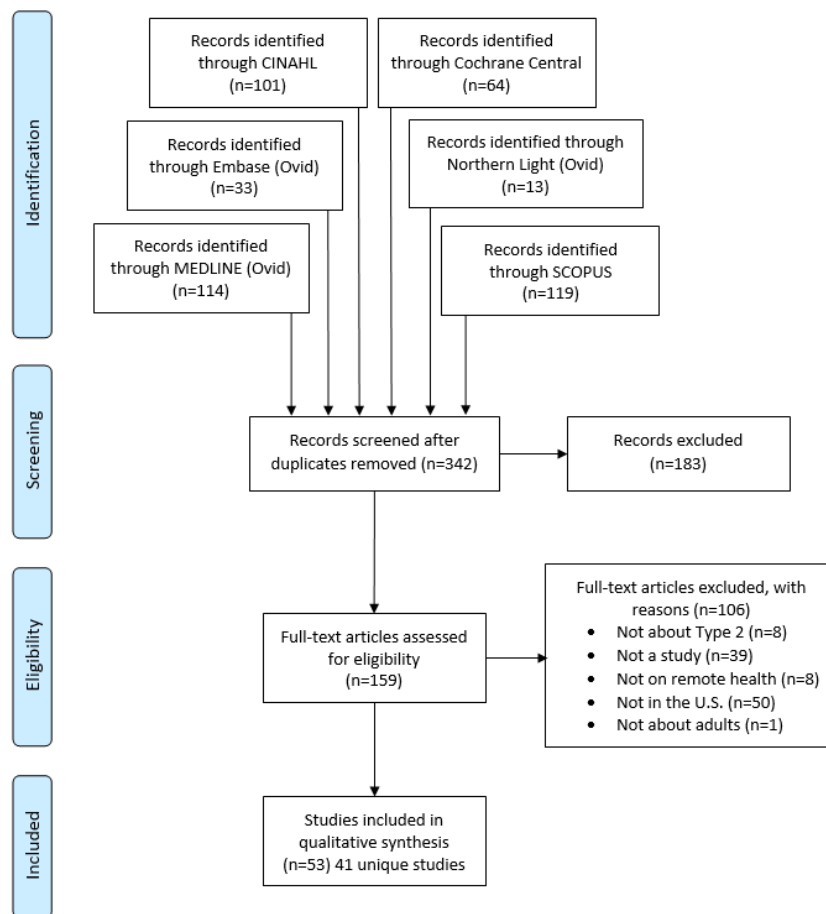 Identification
Records identified
through CINAHL
(n=101)
Records identified
through Cochrane Central
(n=64)
Records identified
through Embase (Ovid)
(n=33)
Records identified through
Northern Light (Ovid)
(n=13)
Records identified
through MEDLINE (Ovid)
(n=114)
Records identified
through SCOPUS
(n=119)
Screening
Records screened after
duplicates removed (n=342)
Records excluded
(n=183)
Eligibility
Full-text articles assessed
for eligibility
(n=159)
Full-text articles excluded, with
reasons (n=106)
• Not about Type 2 (n=8)
• Not a study (n=39)
• Not on remote health (n=8)
• Not in the U.S. (n=50)
• Not about adults (n=1)
Included
Studies included in
qualitative synthesis
(n=53) 41 unique studies